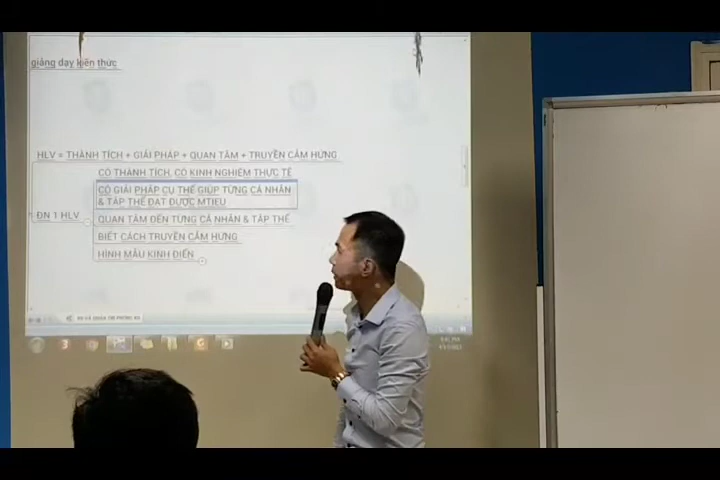 giảng dạy kiến thức
HLV = THÀNH TÍCH + GIẢI PHÁP + QUAN TÂM + TRUYỀN CẢM HỨNG
CÓ THÀNH TÍCH, CÓ KINH NGHIỆM THỰC TẾ
CÓ GIẢI PHÁP CỤ THỂ GIÚP TỪNG CÁ NHÂN
& TẬP THỂ ĐẠT ĐƯỢC MTIEU
ĐN 1 HLV
QUAN TÂM ĐẾN TỪNG CÁ NHÂN & TẬP THỂ
BIẾT CÁCH TRUYỀN CẢM HỨNG
HÌNH MẪU KINH ĐIỂN